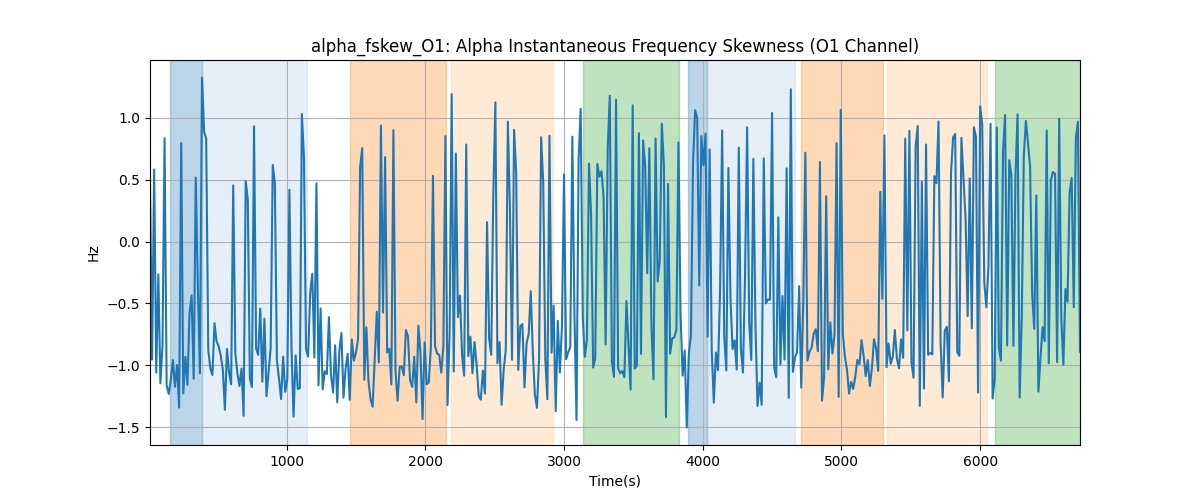 alpha_fskew_O1: Alpha Instantaneous Frequency Skewness (O1 Channel)
1.0
0.5
0.0
−0.5
−1.0
−1.5
Hz
1000 2000 3000 4000 5000 6000
Time(s)